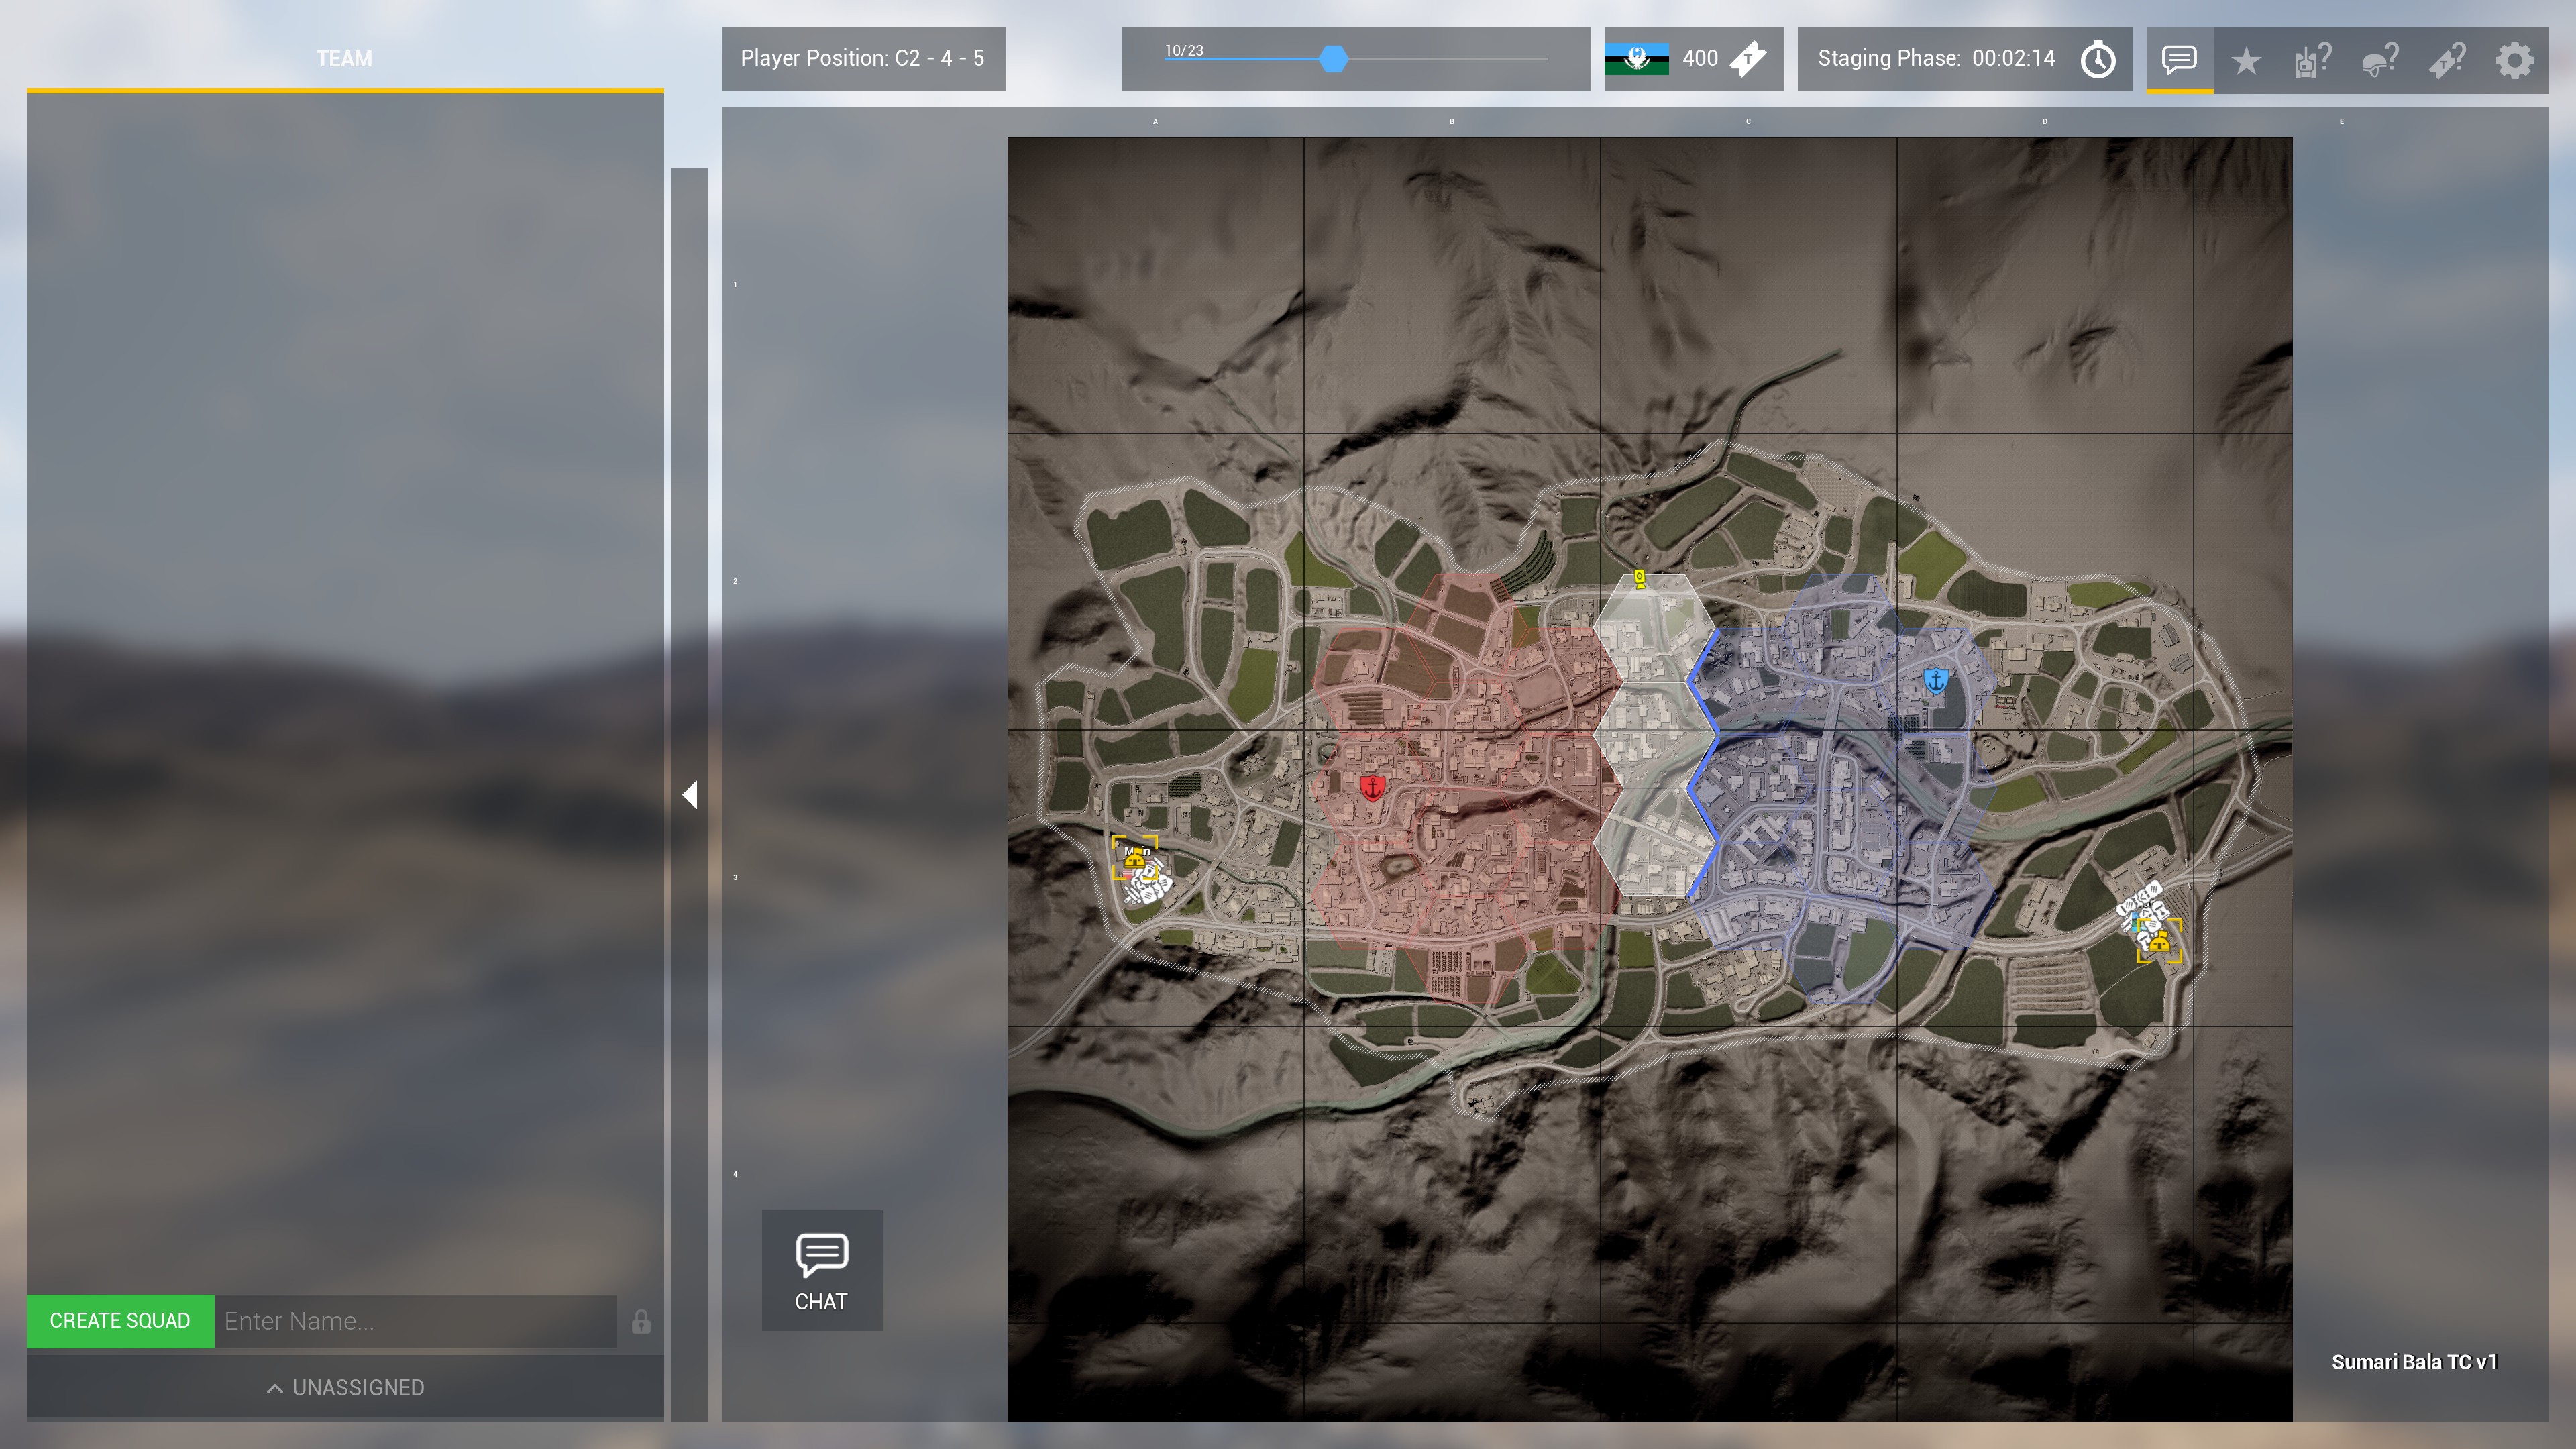 TEAM
Player Position: C2 - 4 - 5
10/23
400
Staging Phase: 00:02:14
A
B
C
D
E
1
2
3
4
CHAT
CREATE SQUAD
Enter Name...
UNASSIGNED
Sumari Bala TC v1